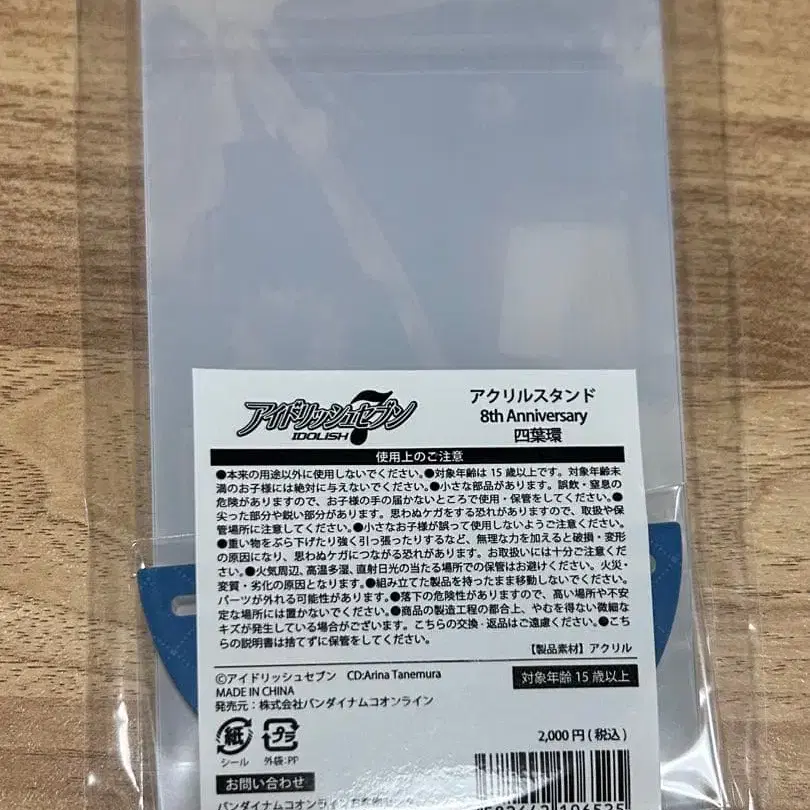 アイドリッシュセブン
IDOLISH7
アクリルスタンド
8th Anniversary
四葉環
使用上のご注意
●本来の用途以外に使用しないでください。●対象年齢は15歳以上です。対象年齢未
満のお子様には絶対に与えないでください。●小さな部品があります。誤飲・窒息の
危険がありますので、お子様の手の届かないところで使用・保管をしてください。●
尖った部分や鋭い部分があります。思わぬケガをする恐れがありますので、取扱や保
管場所に注意してください。●小さなお子様が誤って使用しないようご注意ください。
●重い物をぶら下げたり強く引っ張ったりするなど、無理な力を加えると破損・変形
の原因になり、思わぬケガにつながる恐れがあります。お取扱いには十分ご注意くださ
い。●火気周辺、高温多湿、直射日光の当たる場所での保管はお避けください。火災・
変質・劣化の原因となります。●組み立てた製品を持ったまま移動しないでください。
パーツが外れる可能性があります。●落下の危険性がありますので、高い場所や不安
定な場所には置かないでください。●商品の製造工程の都合上、やむを得ない微細な
キズが発生している場合がございます。こちらの交換・返品はご遠慮ください。●こち
らの説明書は捨てずに保管をしてください。
【製品素材】アクリル
©アイドリッシュセブン CD:Arina Tanemura
MADE IN CHINA
発売元：株式会社バンダイナムコオンライン
対象年齢15歳以上
紙
シール
プラ
外袋:PP
2,000円(税込)
お問い合わせ
バンダイナムコオンライン